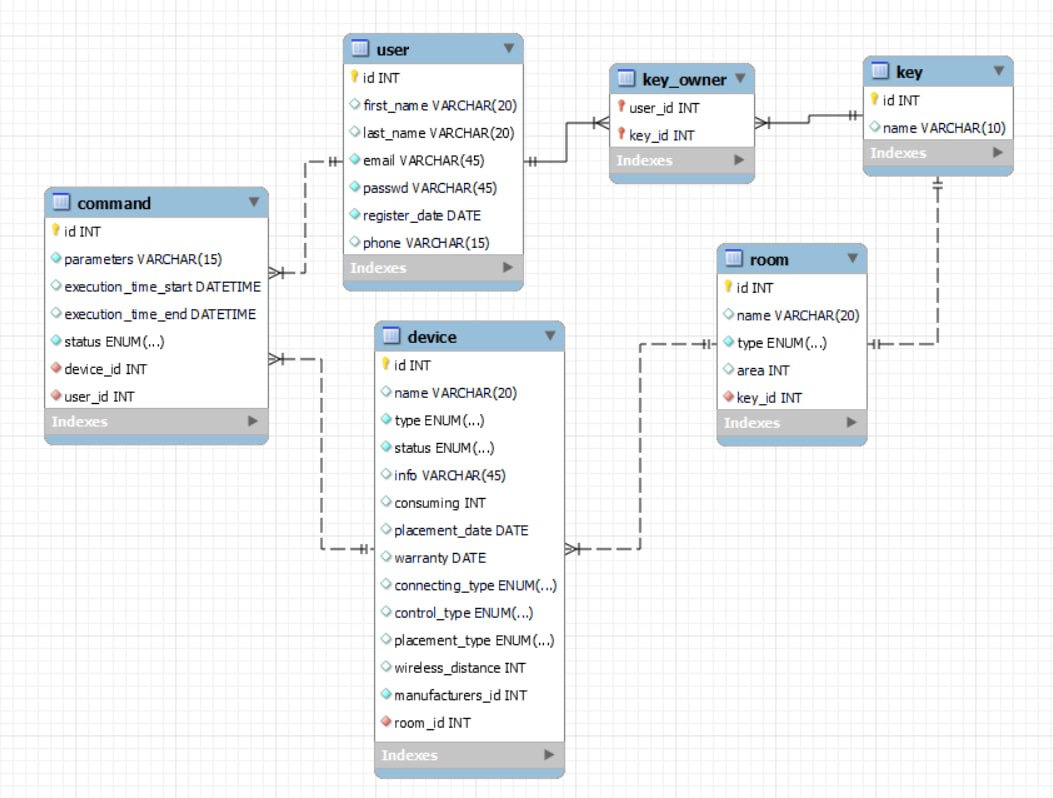 user
id INT
first_name VARCHAR(20)
last_name VARCHAR(20)
email VARCHAR(45)
passwd VARCHAR(45)
register_date DATE
phone VARCHAR(15)
Indexes
key_owner
user_id INT
key_id INT
Indexes
key
id INT
name VARCHAR(10)
Indexes
command
id INT
parameters VARCHAR(15)
execution_time_start DATETIME
execution_time_end DATETIME
status ENUM(...)
device_id INT
user_id INT
Indexes
device
id INT
name VARCHAR(20)
type ENUM(...)
status ENUM(...)
info VARCHAR(45)
consuming INT
placement_date DATE
warranty DATE
connecting_type ENUM(...)
control_type ENUM(...)
placement_type ENUM(...)
wireless_distance INT
manufacturers_id INT
room_id INT
Indexes
room
id INT
name VARCHAR(20)
type ENUM(...)
area INT
key_id INT
Indexes